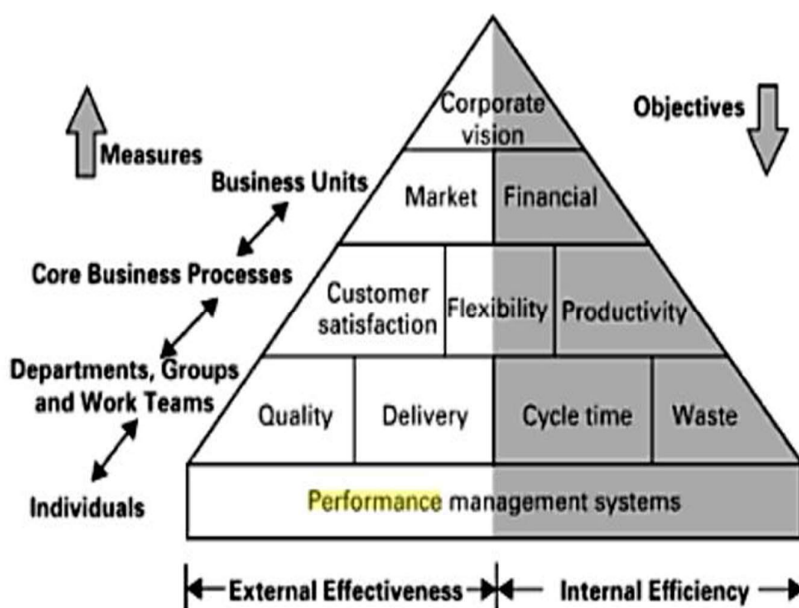 Corporate
vision
Objectives
Measures
Business Units
Market
Financial
Core Business Processes
Customer
satisfaction
Flexibility
Productivity
Departments, Groups
and Work Teams
Quality
Delivery
Cycle time
Waste
Individuals
Performance management systems
External Effectiveness
Internal Efficiency